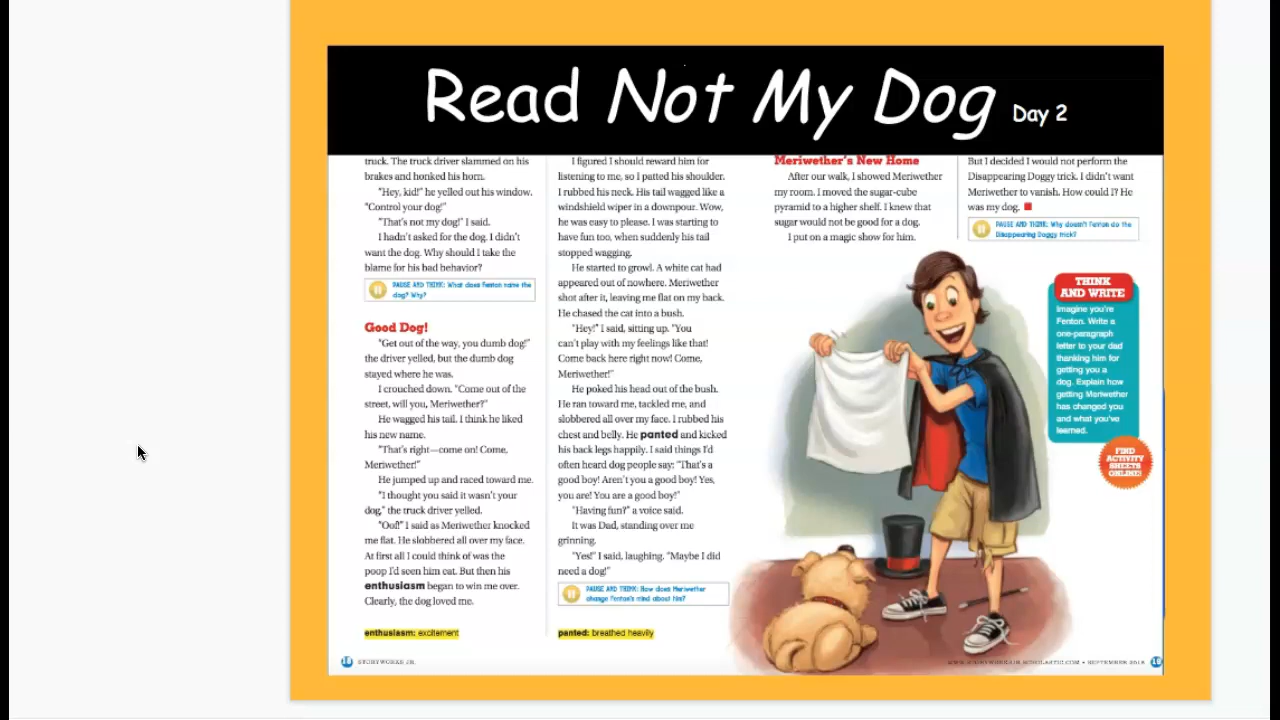 Read Not My Dog Day 2
truck. The truck driver slammed on his
brakes and honked his horn.
"Hey, kid!" he yelled out his window.
"Control your dog!"
"That's not my dog!" I said.
I hadn't asked for the dog. I didn't
want the dog. Why should I take the
blame for his bad behavior?
PAUSE AND THINK: What does Fenton name the
dog? Why?
Good Dog!
"Get out of the way, you dumb dog!"
the driver yelled, but the dumb dog
stayed where he was.
I crouched down. "Come out of the
street, will you, Meriwether?"
He wagged his tail. I think he liked
his new name.
"That's right—come on! Come,
Meriwether!"
He jumped up and raced toward me.
"I thought you said it wasn't your
dog," the truck driver yelled.
"Oof!" I said as Meriwether knocked
me flat. He slobbered all over my face.
At first all I could think of was the
poop I'd seen him eat. But then his
enthusiasm began to win me over.
Clearly, the dog loved me.
enthusiasm: excitement
STORYWORKS JR.
I figured I should reward him for
listening to me, so I patted his shoulder.
I rubbed his neck. His tail wagged like a
windshield wiper in a downpour. Wow,
he was easy to please. I was starting to
have fun too, when suddenly his tail
stopped wagging.
He started to growl. A white cat had
appeared out of nowhere. Meriwether
shot after it, leaving me flat on my back.
He chased the cat into a bush.
"Hey!" I said, sitting up. "You
can't play with my feelings like that!
Come back here right now! Come,
Meriwether!"
He poked his head out of the bush.
He ran toward me, tackled me, and
slobbered all over my face. I rubbed his
chest and belly. He panted and kicked
his back legs happily. I said things I'd
often heard dog people say: "That's a
good boy! Aren't you a good boy! Yes,
you are! You are a good boy!"
"Having fun?" a voice said.
It was Dad, standing over me
grinning.
"Yes!" I said, laughing. "Maybe I did
need a dog!"
PAUSE AND THINK: How does Meriwether
change Fenton's mind about him?
panted: breathed heavily
Meriwether's New Home
After our walk, I showed Meriwether
my room. I moved the sugar-cube
pyramid to a higher shelf. I knew that
sugar would not be good for a dog.
I put on a magic show for him.
But I decided I would not perform the
Disappearing Doggy trick. I didn't want
Meriwether to vanish. How could I? He
was my dog.
PAUSE AND THINK: Why doesn't Fenton do the
Disappearing Doggy trick?
THINK
AND WRITE
Imagine you're
Fenton. Write a
one-paragraph
letter to your dad
thanking him for
getting you a
dog. Explain how
getting Meriwether
has changed you
and what you've
learned.
FIND
ACTIVITY
SHEETS
ONLINE!
SEPTEMBER 2018